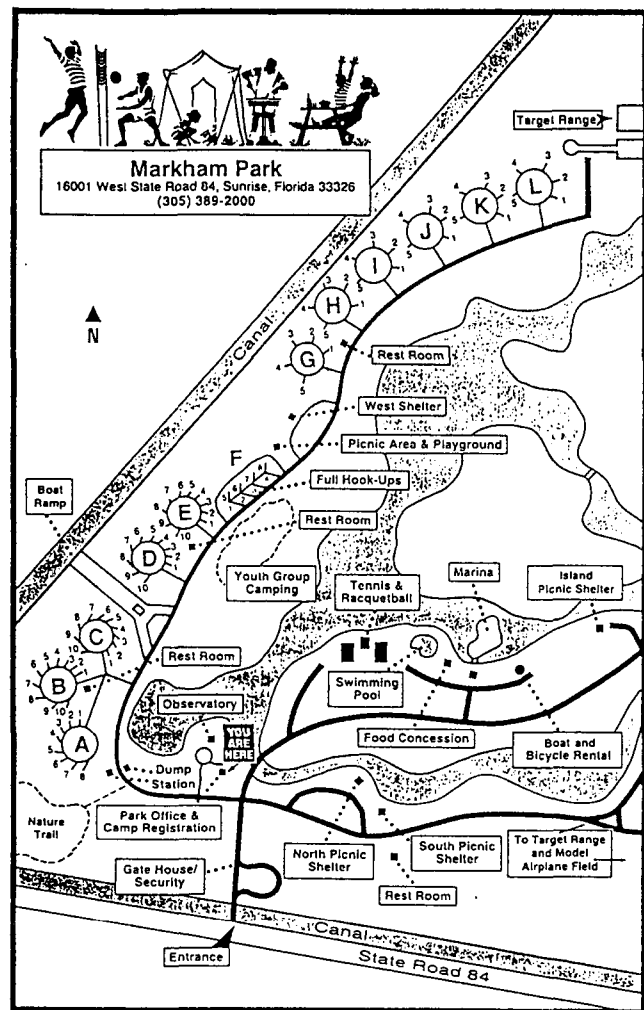 Markham Park
16001 West State Road 84, Sunrise, Florida 33326
(305) 389-2000
Target Range
L
K
J
I
H
G
N
Canal
Rest Room
West Shelter
Picnic Area & Playground
F
Full Hook-Ups
Boat
Ramp
E
Rest Room
D
Youth Group
Camping
Tennis &
Racquetball
Marina
Island
Picnic Shelter
C
Rest Room
B
Swimming
Pool
Observatory
YOU
ARE
HERE
Food Concession
Boat and
Bicycle Rental
A
Dump
Station
Nature
Trail
Park Office &
Camp Registration
North Picnic
Shelter
South Picnic
Shelter
To Target Range
and Model
Airplane Field
Gate House/
Security
Rest Room
Entrance
Canal
State Road 84